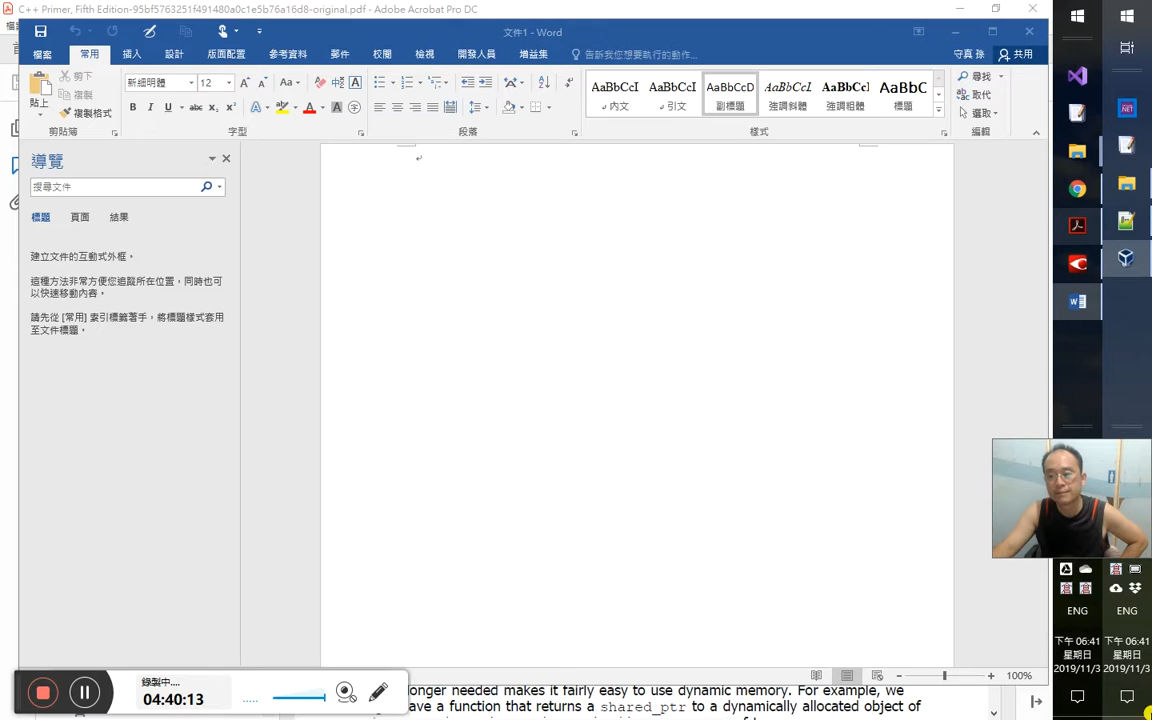 C++ Primer, Fifth Edition-95bf5763251f491480a0c1e5b76a16d8-original.pdf - Adobe Acrobat Pro DC
文件1 - Word
檔案 常用 插入 設計 版面配置 參考資料 郵件 校閱 檢視 開發人員 增益集 告訴我您想要執行的動作... 守真 孫 共用
貼上
剪下
複製
複製格式
新細明體 12
AaBbCcI AaBbCcI AaBbCcD AaBbCcI AaBbCcI AaBbC
內文 引文 副標題 強調斜體 強調粗體 標題
尋找
取代
選取
剪貼簿 字型 段落 樣式 編輯
導覽
搜尋文件
標題 頁面 結果
建立文件的互動式外框。
這種方法非常方便您追蹤所在位置，同時也可
以快速移動內容。
請先從 [常用] 索引標籤著手，將標題樣式套用
至文件標題。
ENG ENG
下午 06:41 下午 06:41
星期日 星期日
2019/11/3 2019/11/3
100%
錄製中....
04:40:13
longer needed makes it fairly easy to use dynamic memory. For example, we
ave a function that returns a shared_ptr to a dynamically allocated object of